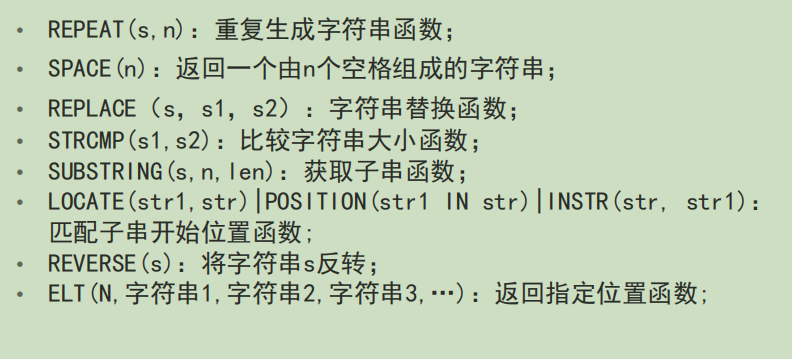 • REPEAT(s,n)：重复生成字符串函数；
• SPACE(n)：返回一个由n个空格组成的字符串；
• REPLACE（s，s1，s2）：字符串替换函数；
• STRCMP(s1,s2)：比较字符串大小函数；
• SUBSTRING(s,n,len)：获取子串函数；
• LOCATE(str1,str)|POSITION(str1 IN str)|INSTR(str, str1)：
匹配子串开始位置函数;
• REVERSE(s)：将字符串s反转；
• ELT(N,字符串1,字符串2,字符串3,…)：返回指定位置函数;